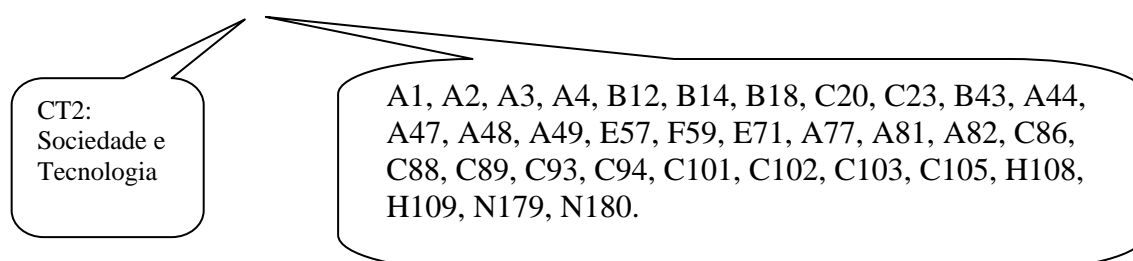 CT2:
Sociedade e
Tecnologia
A1, A2, A3, A4, B12, B14, B18, C20, C23, B43, A44,
A47, A48, A49, E57, F59, E71, A77, A81, A82, C86,
C88, C89, C93, C94, C101, C102, C103, C105, H108,
H109, N179, N180.